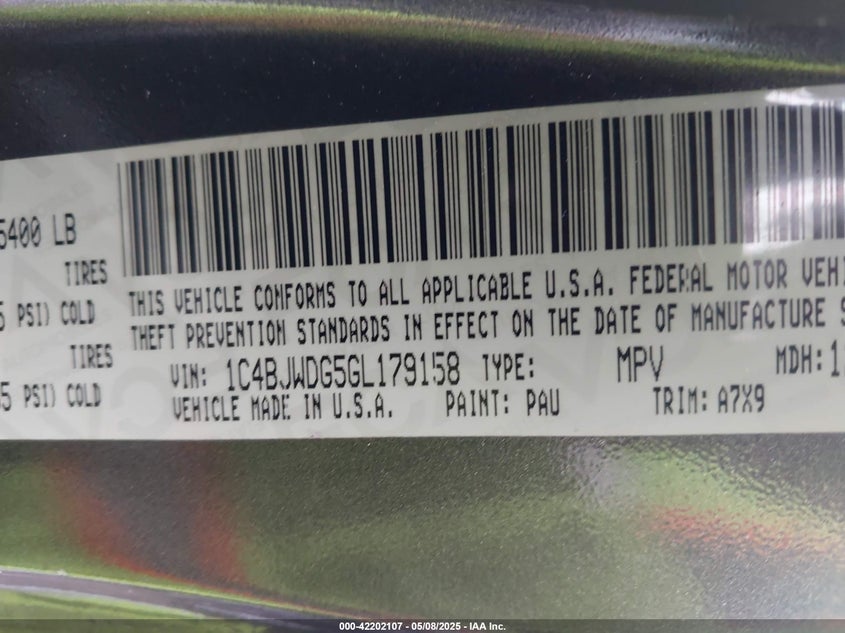 5400 LB
TIRES
5 PSI) COLD
TIRES
5 PSI) COLD
THIS VEHICLE CONFORMS TO ALL APPLICABLE U.S.A. FEDERAL MOTOR VEHI
THEFT PREVENTION STANDARDS IN EFFECT ON THE DATE OF MANUFACTURE S
VIN: 1C4BJWDG5GL179158 TYPE: MPV MDH: 1
VEHICLE MADE IN U.S.A. PAINT: PAU TRIM: A7X9
000-42202107 - 05/08/2025 - IAA Inc.